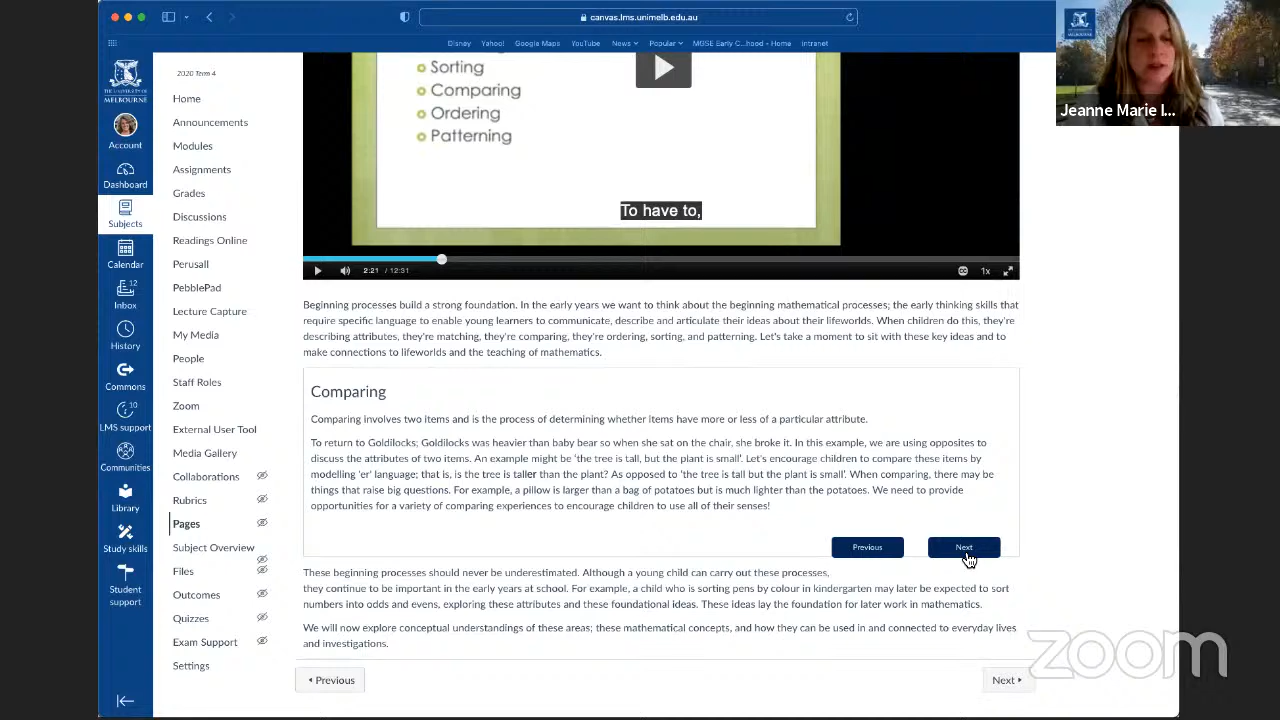 canvas.lms.unimelb.edu.au
Disney Yahoo! Google Maps YouTube News Popular MGSE Early C...hood - Home Intranet
Jeanne Marie I...
THE UNIVERSITY OF
MELBOURNE
Account
Dashboard
Subjects
Calendar
12
Inbox
History
Commons
10
LMS support
Communities
Library
Study skills
Student
support
2020 Term 4
Home
Announcements
Modules
Assignments
Grades
Discussions
Readings Online
Perusall
PebblePad
Lecture Capture
My Media
People
Staff Roles
Zoom
External User Tool
Media Gallery
Collaborations
Rubrics
Pages
Subject Overview
Files
Outcomes
Quizzes
Exam Support
Settings
Sorting
Comparing
Ordering
Patterning
To have to,
2:21 / 12:31
CC
1x
Beginning processes build a strong foundation. In the early years we want to think about the beginning mathematical processes; the early thinking skills that
require specific language to enable young learners to communicate, describe and articulate their ideas about their lifeworlds. When children do this, they're
describing attributes, they're matching, they're comparing, they're ordering, sorting, and patterning. Let's take a moment to sit with these key ideas and to
make connections to lifeworlds and the teaching of mathematics.
Comparing
Comparing involves two items and is the process of determining whether items have more or less of a particular attribute.
To return to Goldilocks; Goldilocks was heavier than baby bear so when she sat on the chair, she broke it. In this example, we are using opposites to
discuss the attributes of two items. An example might be 'the tree is tall, but the plant is small'. Let's encourage children to compare these items by
modelling 'er' language; that is, is the tree is taller than the plant? As opposed to 'the tree is tall but the plant is small'. When comparing, there may be
things that raise big questions. For example, a pillow is larger than a bag of potatoes but is much lighter than the potatoes. We need to provide
opportunities for a variety of comparing experiences to encourage children to use all of their senses!
Previous Next
These beginning processes should never be underestimated. Although a young child can carry out these processes,
they continue to be important in the early years at school. For example, a child who is sorting pens by colour in kindergarten may later be expected to sort
numbers into odds and evens, exploring these attributes and these foundational ideas. These ideas lay the foundation for later work in mathematics.
We will now explore conceptual understandings of these areas; these mathematical concepts, and how they can be used in and connected to everyday lives
and investigations.
Previous Next
zoom